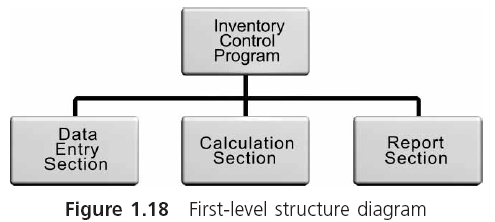 Inventory
Control
Program
Data
Entry
Section
Calculation
Section
Report
Section
Figure 1.18 First-level structure diagram